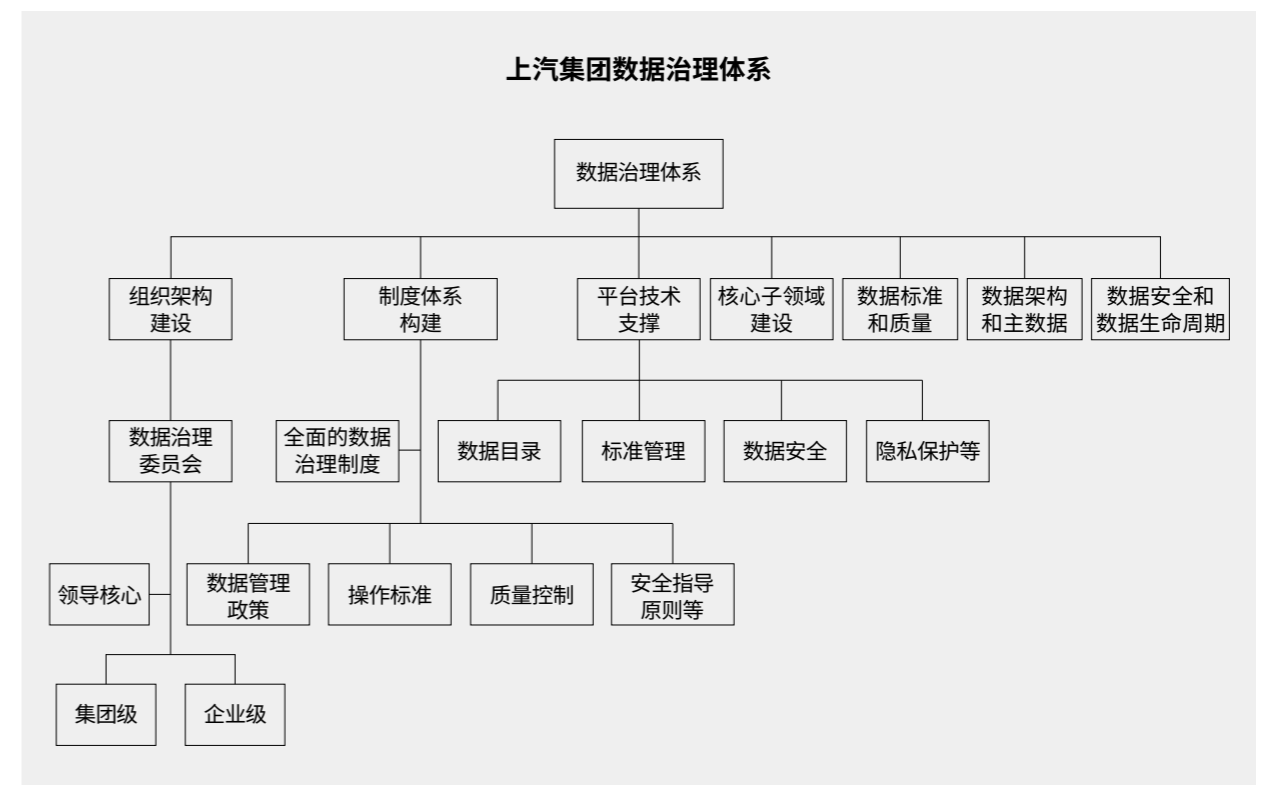 上汽集团数据治理体系
数据治理体系
组织架构
建设
制度体系
构建
平台技术
支撑
核心子领域
建设
数据标准
和质量
数据架构
和主数据
数据安全和
数据生命周期
数据治理
委员会
全面的数据
治理制度
数据目录
标准管理
数据安全
隐私保护等
领导核心
数据管理
政策
操作标准
质量控制
安全指导
原则等
集团级
企业级